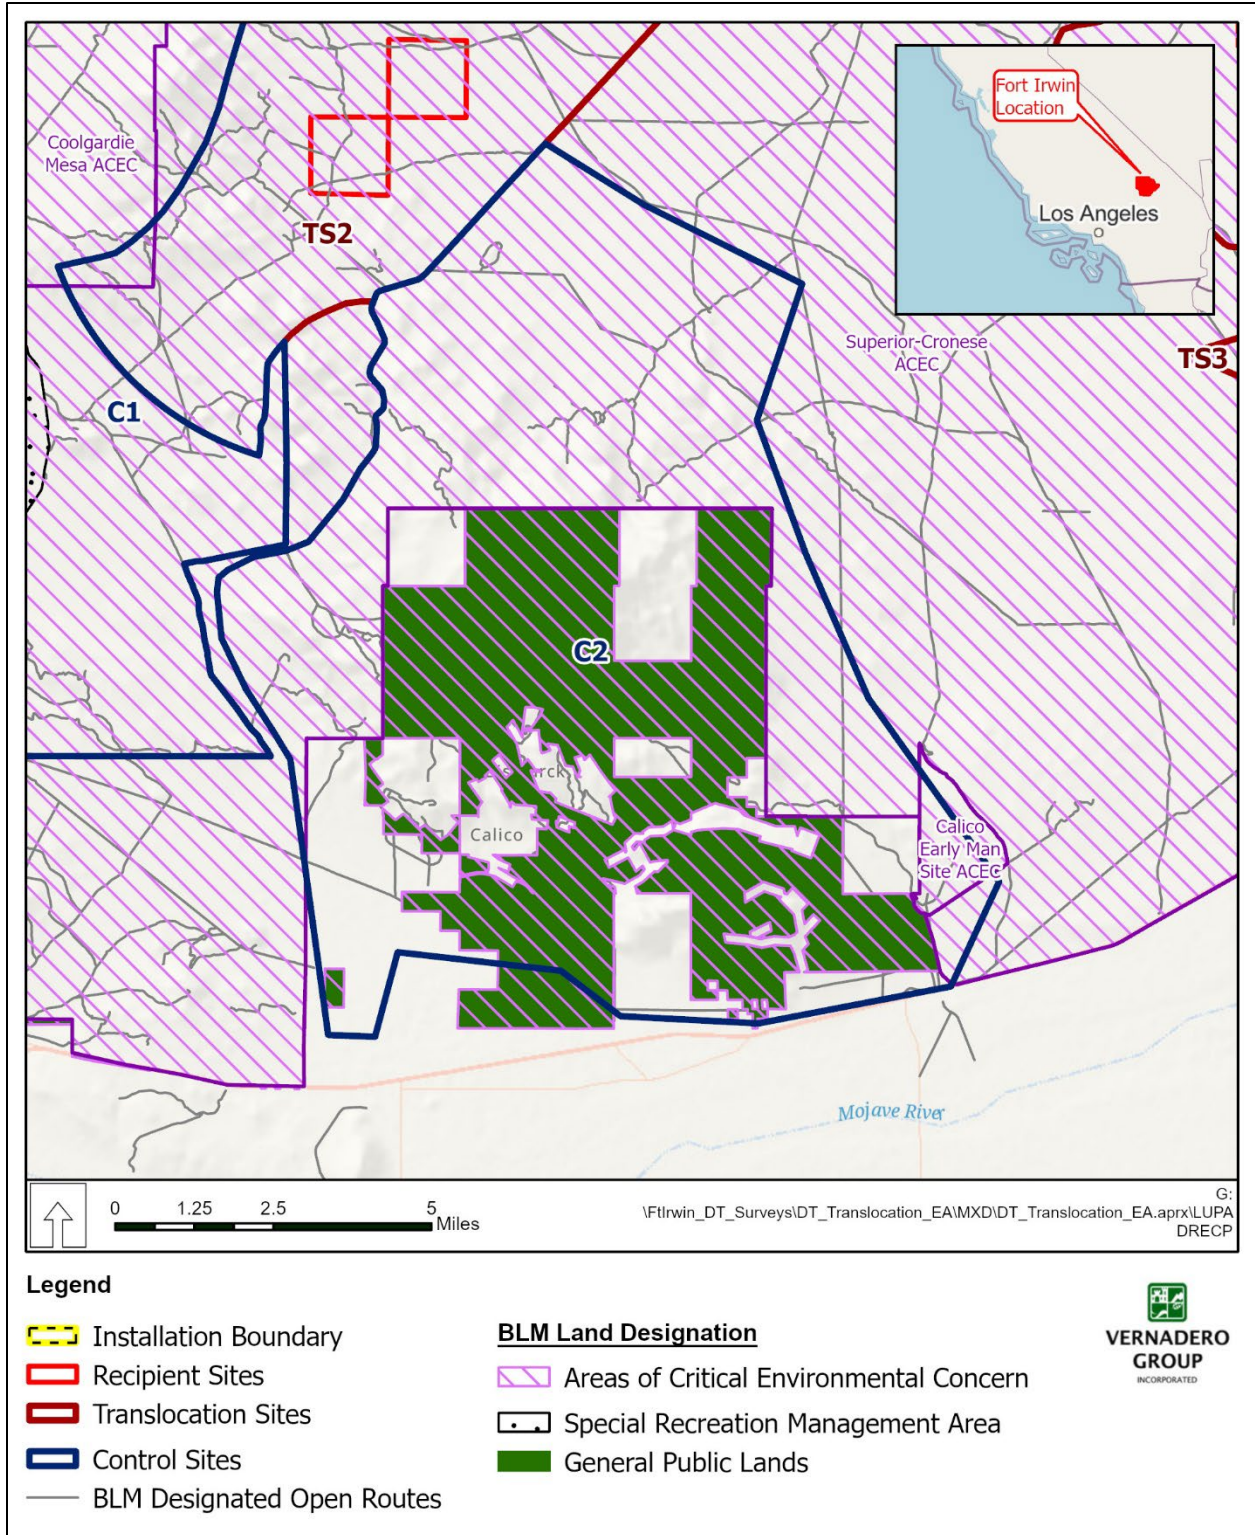 Coolgardie
Mesa ACEC
Fort Irwin
Location
Los Angeles
TS2
Superior-Cronese
ACEC
TS3
C1
C2
Calico
Calico
Early Man
Site ACEC
Mojave River
0 1.25 2.5 5
Miles
G:
\FtIrwin_DT_Surveys\DT_Translocation_EA\MXD\DT_Translocation_EA.aprx\LUPA
DRECP
Legend
Installation Boundary
Recipient Sites
Translocation Sites
Control Sites
BLM Designated Open Routes
BLM Land Designation
Areas of Critical Environmental Concern
Special Recreation Management Area
General Public Lands
VERNADERO
GROUP
INCORPORATED